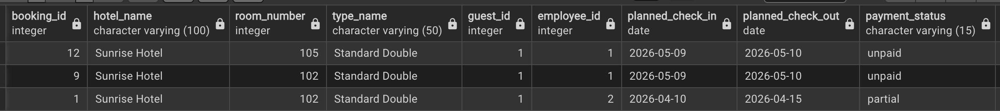 booking_id hotel_name room_number type_name guest_id employee_id planned_check_in planned_check_out payment_status
integer character varying (100) integer character varying (50) integer integer date date character varying (15)
12 Sunrise Hotel 105 Standard Double 1 1 2026-05-09 2026-05-10 unpaid
9 Sunrise Hotel 102 Standard Double 1 1 2026-05-09 2026-05-10 unpaid
1 Sunrise Hotel 102 Standard Double 1 2 2026-04-10 2026-04-15 partial